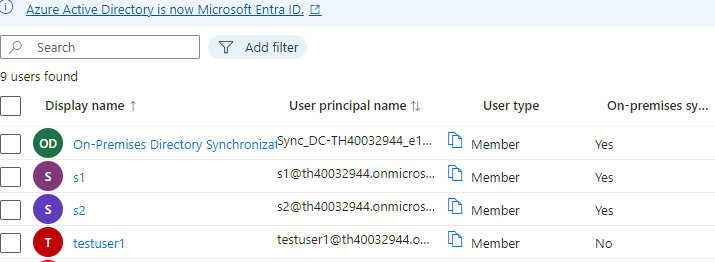 Azure Active Directory is now Microsoft Entra ID.
Search
Add filter
9 users found
Display name ↑ User principal name ↑↓ User type On-premises sy...
OD On-Premises Directory Synchronizat Sync_DC-TH40032944_e1... Member Yes
S s1 s1@th40032944.onmicros... Member Yes
S s2 s2@th40032944.onmicros... Member Yes
T testuser1 testuser1@th40032944.o... Member No